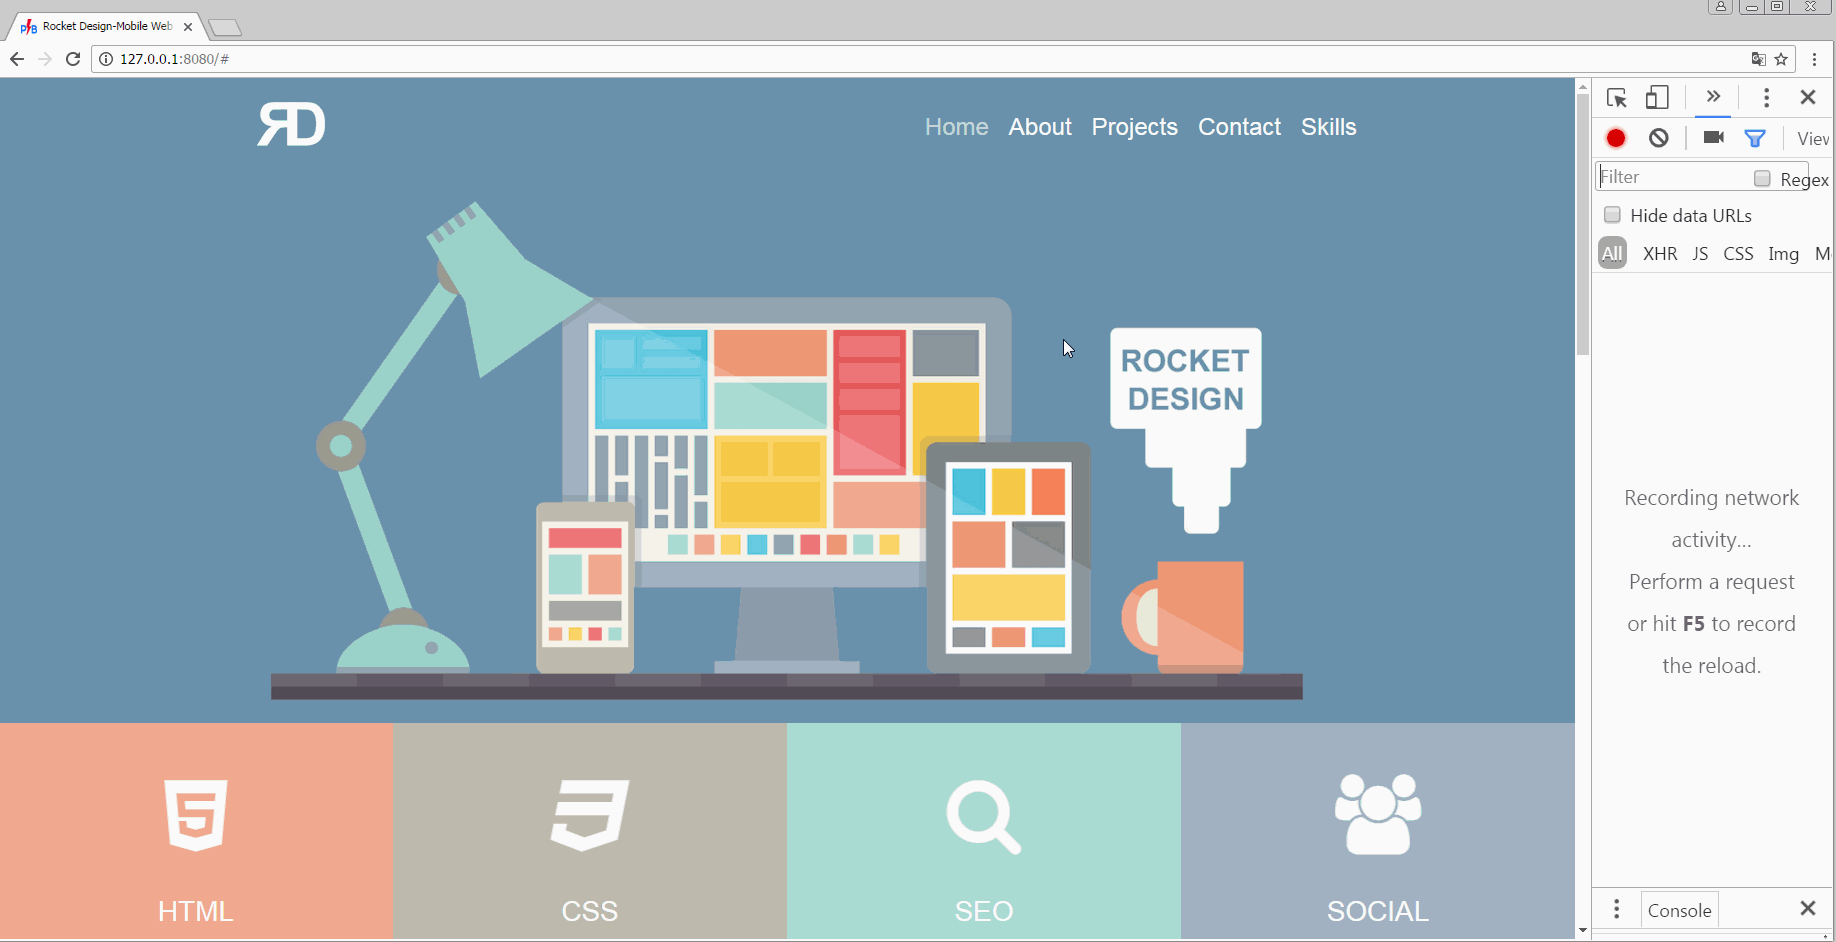 Rocket Design-Mobile Web
127.0.0.1:8080/#
ЯD
Home About Projects Contact Skills
ROCKET
DESIGN
HTML
CSS
SEO
SOCIAL
View
Filter
Regex
Hide data URLs
All XHR JS CSS Img M
Recording network
activity...
Perform a request
or hit F5 to record
the reload.
Console